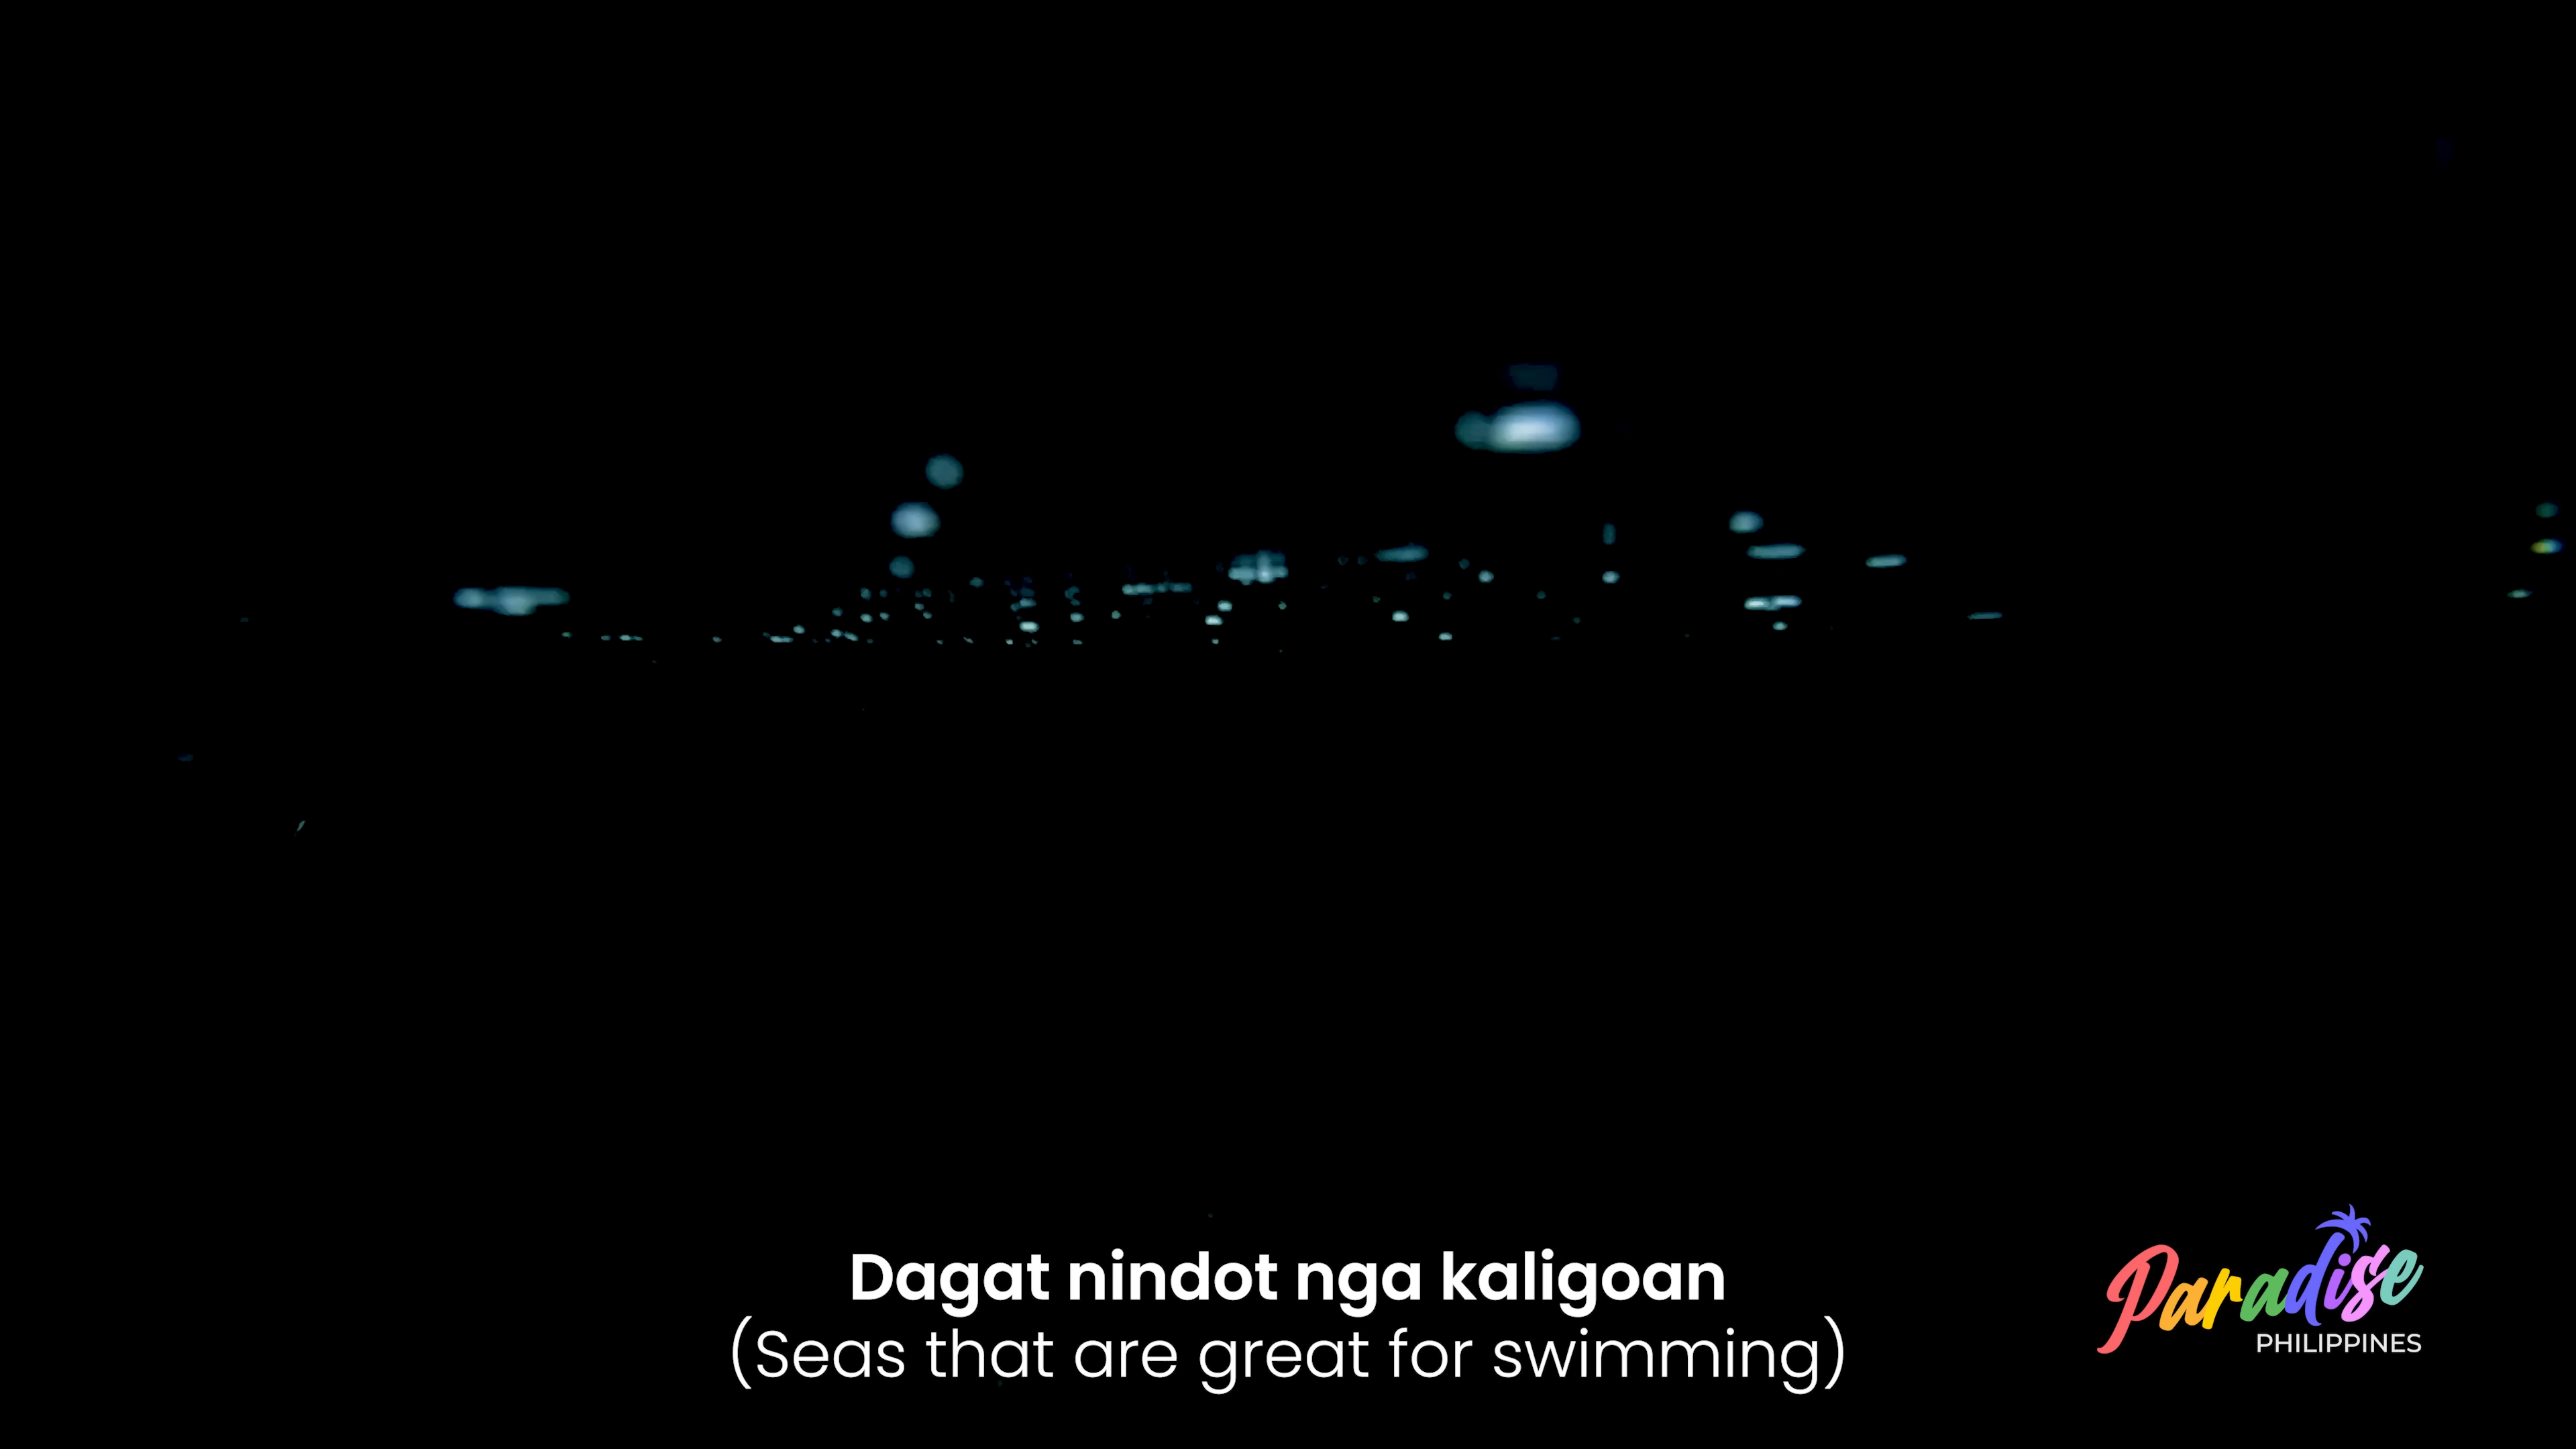 Dagat nindot nga kaligoan
(Seas that are great for swimming)
Paradise
PHILIPPINES